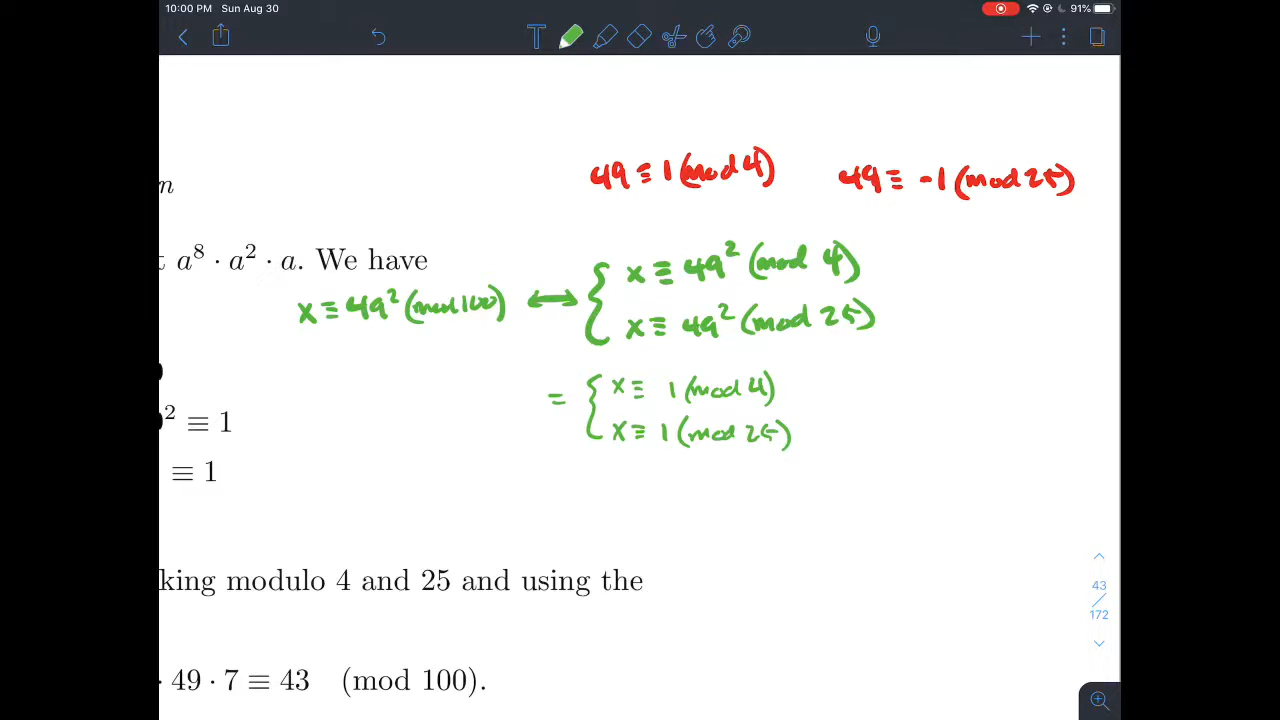 10:00 PM Sun Aug 30
91%
T
49 ≡ 1 (mod 4)
49 ≡ -1 (mod 25)
m
a⁸ · a² · a. We have
x ≡ 49² (mod 100) ↔ { x ≡ 49² (mod 4)
x ≡ 49² (mod 25)
= { x ≡ 1 (mod 4)
x ≡ 1 (mod 25)
² ≡ 1
≡ 1
king modulo 4 and 25 and using the
43
172
· 49 · 7 ≡ 43 (mod 100).